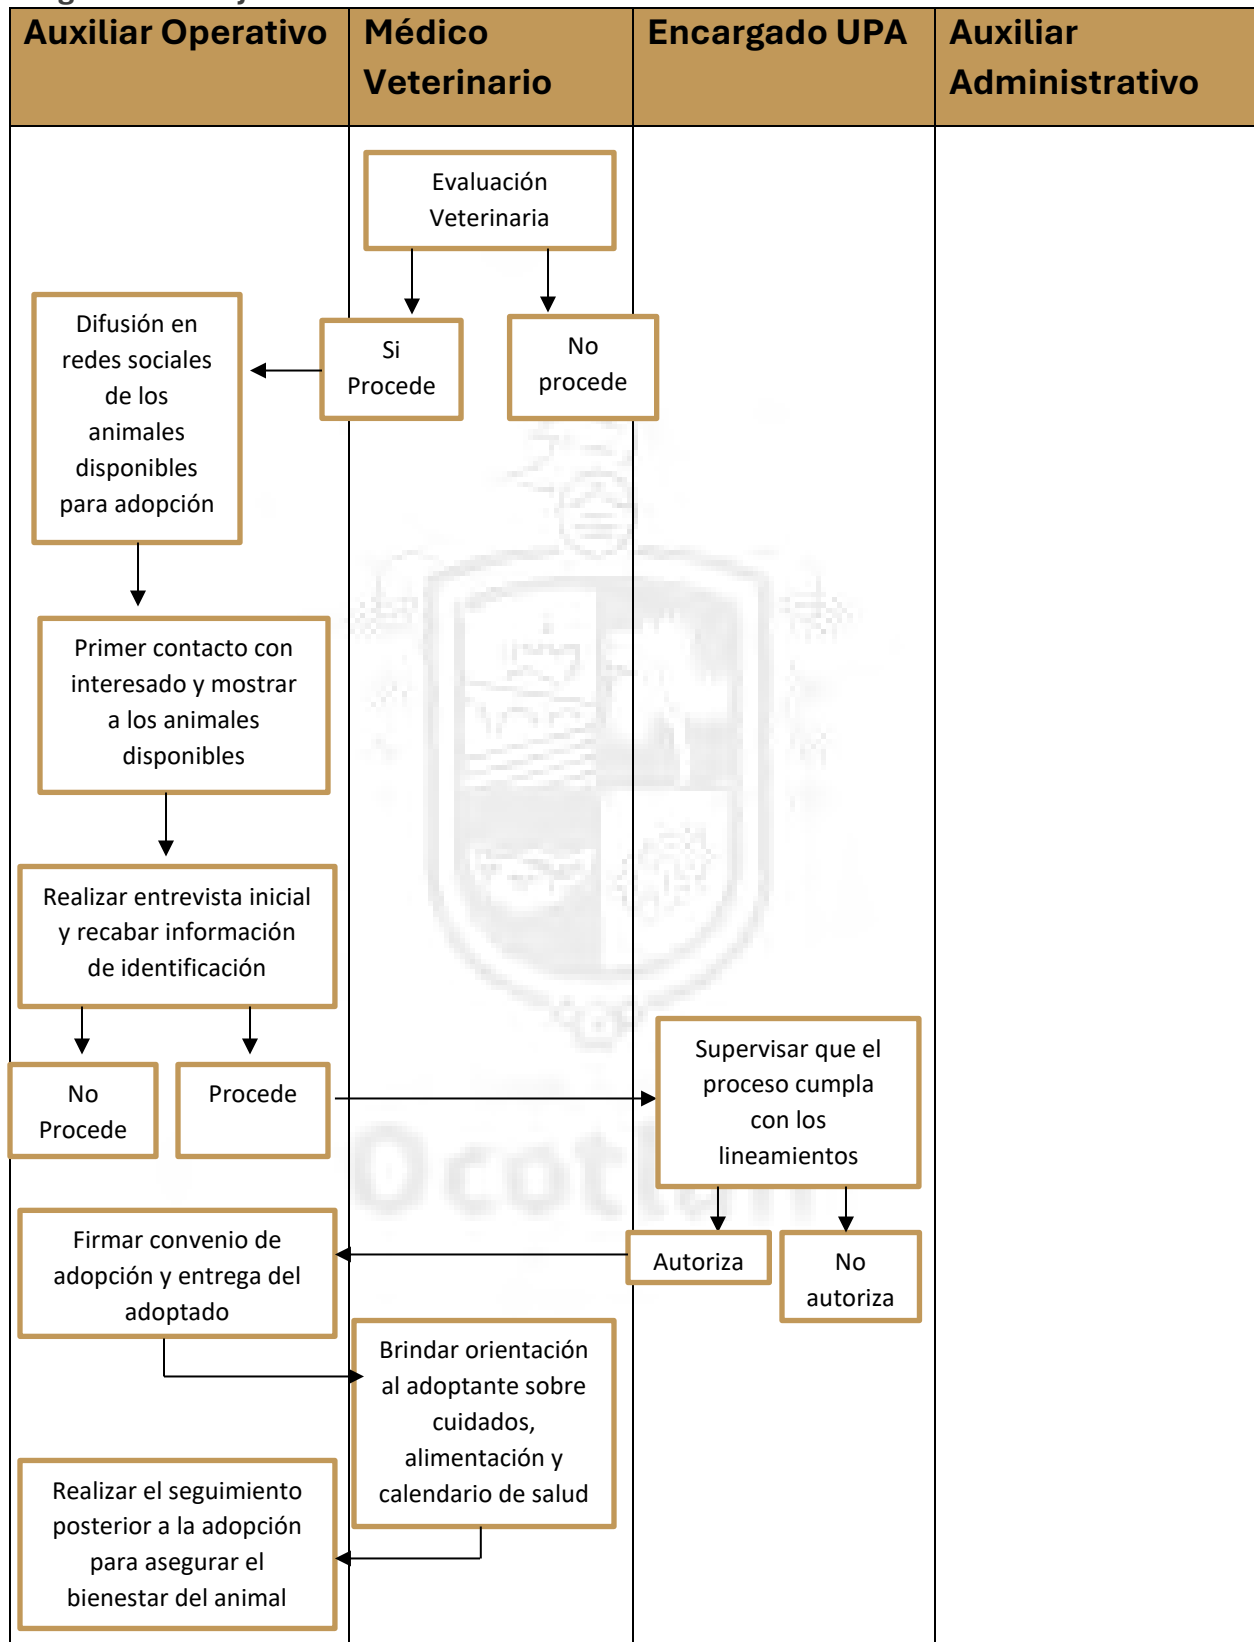 Auxiliar Operativo
Médico
Veterinario
Encargado UPA
Auxiliar
Administrativo
Evaluación
Veterinaria
Si
Procede
No
procede
Difusión en
redes sociales
de los
animales
disponibles
para adopción
Primer contacto con
interesado y mostrar
a los animales
disponibles
Realizar entrevista inicial
y recabar información
de identificación
No
Procede
Procede
Supervisar que el
proceso cumpla
con los
lineamientos
Autoriza
No
autoriza
Firmar convenio de
adopción y entrega del
adoptado
Brindar orientación
al adoptante sobre
cuidados,
alimentación y
calendario de salud
Realizar el seguimiento
posterior a la adopción
para asegurar el
bienestar del animal
Ocotlán